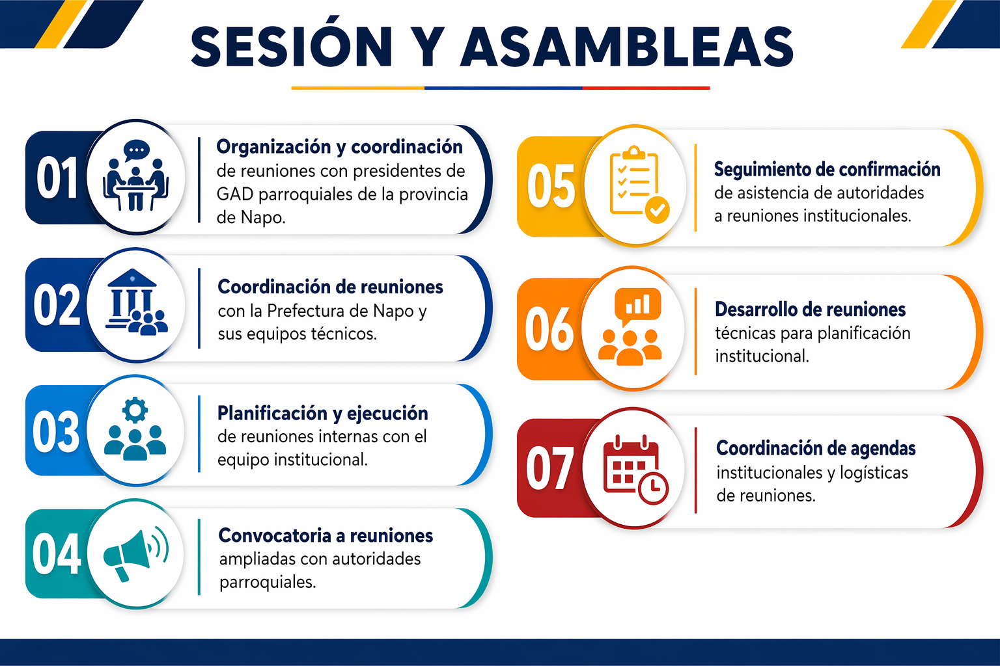 SESIÓN Y ASAMBLEAS
01
Organización y coordinación
de reuniones con presidentes de
GAD parroquiales de la provincia
de Napo.
02
Coordinación de reuniones
con la Prefectura de Napo y
sus equipos técnicos.
03
Planificación y ejecución
de reuniones internas con el
equipo institucional.
04
Convocatoria a reuniones
ampliadas con autoridades
parroquiales.
05
Seguimiento de confirmación
de asistencia de autoridades
a reuniones institucionales.
06
Desarrollo de reuniones
técnicas para planificación
institucional.
07
Coordinación de agendas
institucionales y logísticas
de reuniones.